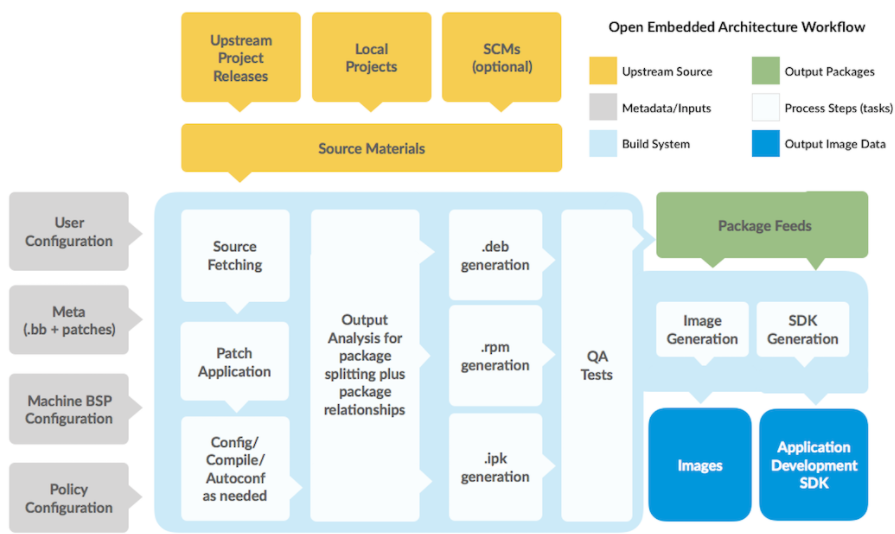 Open Embedded Architecture Workflow
Upstream
Project
Releases
Local
Projects
SCMs
(optional)
Upstream Source
Output Packages
Metadata/Inputs
Process Steps (tasks)
Build System
Output Image Data
Source Materials
User
Configuration
Meta
(.bb + patches)
Machine BSP
Configuration
Policy
Configuration
Source
Fetching
Patch
Application
Config/
Compile/
Autoconf
as needed
Output
Analysis for
package
splitting plus
package
relationships
.deb
generation
.rpm
generation
.ipk
generation
QA
Tests
Package Feeds
Image
Generation
SDK
Generation
Images
Application
Development
SDK